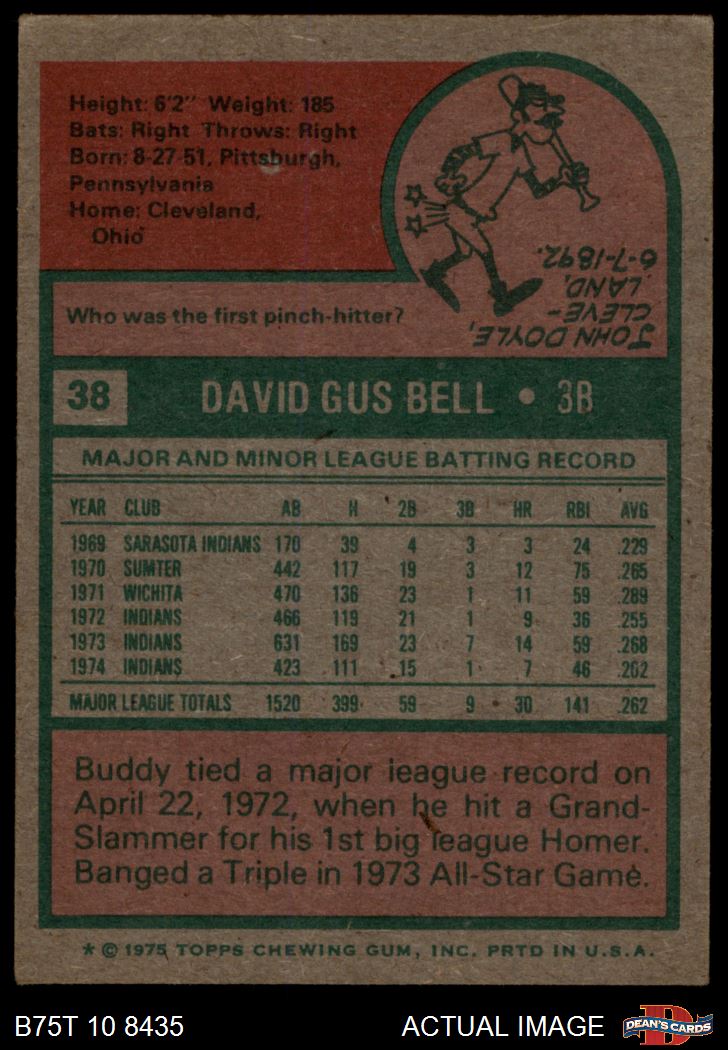 Height: 6'2" Weight: 185
Bats: Right Throws: Right
Born: 8-27-51, Pittsburgh,
Pennsylvania
Home: Cleveland,
Ohio
Who was the first pinch-hitter?
JOHN DOYLE,
CLEVE-
LAND,
6-7-1892.
38 DAVID GUS BELL • 3B
MAJOR AND MINOR LEAGUE BATTING RECORD
YEAR CLUB AB H 2B 3B HR RBI AVG
1969 SARASOTA INDIANS 170 39 4 3 3 24 .229
1970 SUMTER 442 117 19 3 12 75 .265
1971 WICHITA 470 136 23 1 11 59 .289
1972 INDIANS 466 119 21 1 9 36 .255
1973 INDIANS 631 169 23 7 14 59 .268
1974 INDIANS 423 111 15 1 7 46 .262
MAJOR LEAGUE TOTALS 1520 399 59 9 30 141 .262
Buddy tied a major league record on
April 22, 1972, when he hit a Grand-
Slammer for his 1st big league Homer.
Banged a Triple in 1973 All-Star Game.
* © 1975 TOPPS CHEWING GUM, INC. PRTD IN U.S.A.
B75T 10 8435 ACTUAL IMAGE
D
DEAN'S CARDS